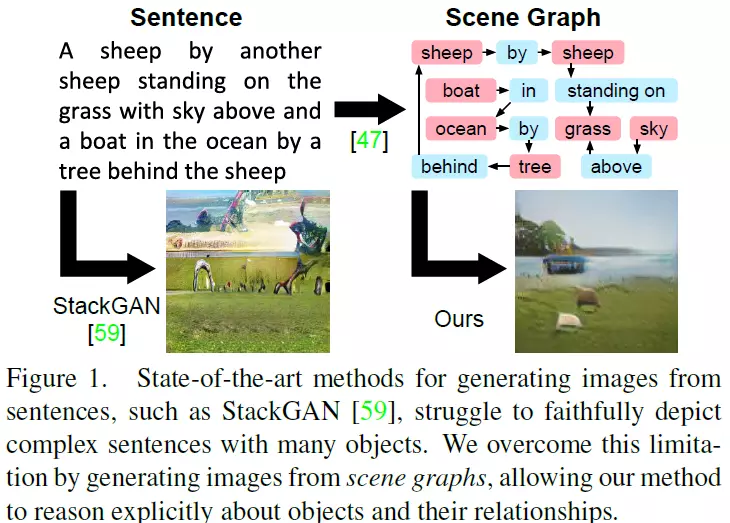 Sentence
A sheep by another
sheep standing on the
grass with sky above and
a boat in the ocean by a
tree behind the sheep
[47]
Scene Graph
sheep by sheep
boat in standing on
ocean by grass sky
behind tree above
StackGAN
[59]
Ours
Figure 1. State-of-the-art methods for generating images from
sentences, such as StackGAN [59], struggle to faithfully depict
complex sentences with many objects. We overcome this limita-
tion by generating images from scene graphs, allowing our method
to reason explicitly about objects and their relationships.